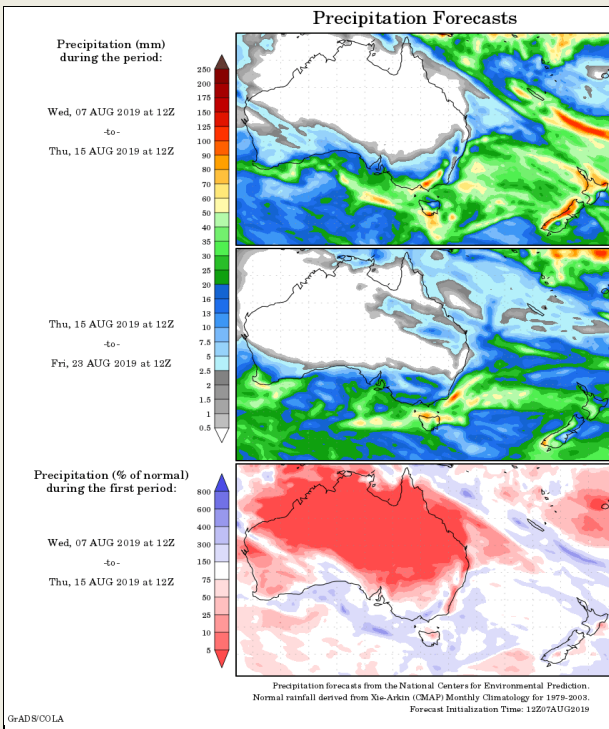 Precipitation Forecasts
Precipitation (mm)
during the period:
Wed, 07 AUG 2019 at 12Z
-to-
Thu, 15 AUG 2019 at 12Z
250
200
175
150
125
100
90
80
70
60
50
40
35
30
25
20
16
13
10
7.5
5
2.5
2
1.5
1
0.5
Thu, 15 AUG 2019 at 12Z
-to-
Fri, 23 AUG 2019 at 12Z
Precipitation (% of normal)
during the first period:
Wed, 07 AUG 2019 at 12Z
-to-
Thu, 15 AUG 2019 at 12Z
800
600
400
300
150
75
50
25
10
5
Precipitation forecasts from the National Centers for Environmental Prediction.
Normal rainfall derived from Xie-Arkin (CMAP) Monthly Climatology for 1979-2003.
Forecast Initialization Time: 12Z07AUG2019
GrADS/COLA